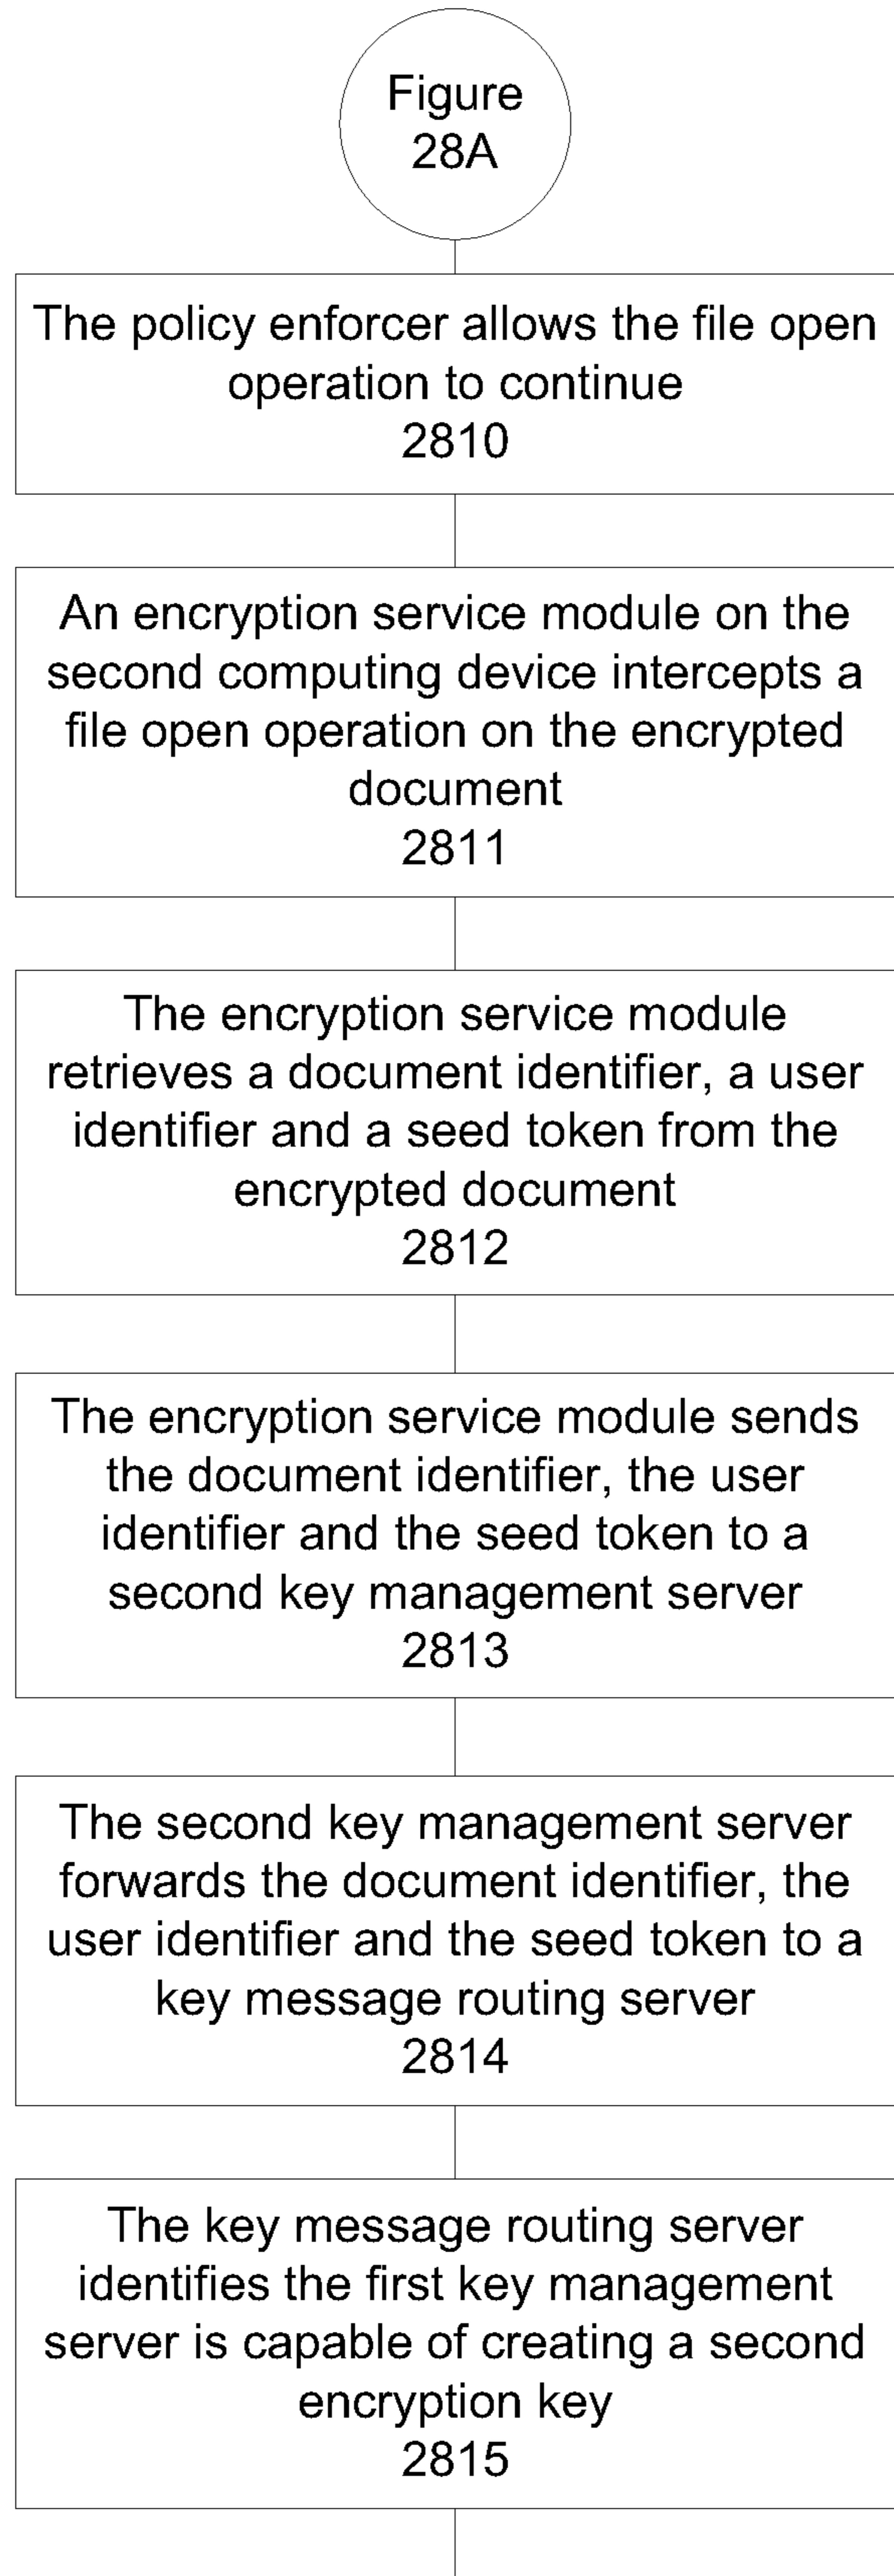 Figure
28A
The policy enforcer allows the file open
operation to continue
2810
An encryption service module on the
second computing device intercepts a
file open operation on the encrypted
document
2811
The encryption service module
retrieves a document identifier, a user
identifier and a seed token from the
encrypted document
2812
The encryption service module sends
the document identifier, the user
identifier and the seed token to a
second key management server
2813
The second key management server
forwards the document identifier, the
user identifier and the seed token to a
key message routing server
2814
The key message routing server
identifies the first key management
server is capable of creating a second
encryption key
2815